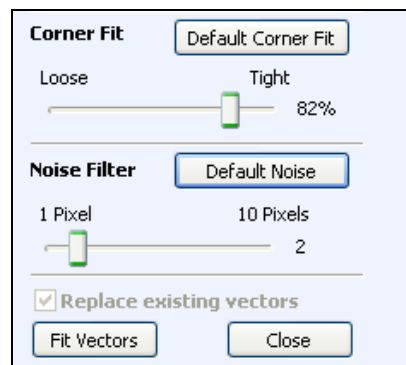 Corner Fit Default Corner Fit
Loose Tight
82%
Noise Filter Default Noise
1 Pixel 10 Pixels
2
Replace existing vectors
Fit Vectors Close